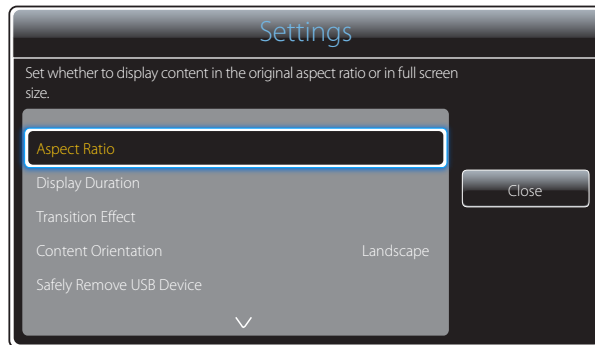 Settings
Set whether to display content in the original aspect ratio or in full screen
size.
Aspect Ratio
Display Duration
Close
Transition Effect
Content Orientation Landscape
Safely Remove USB Device